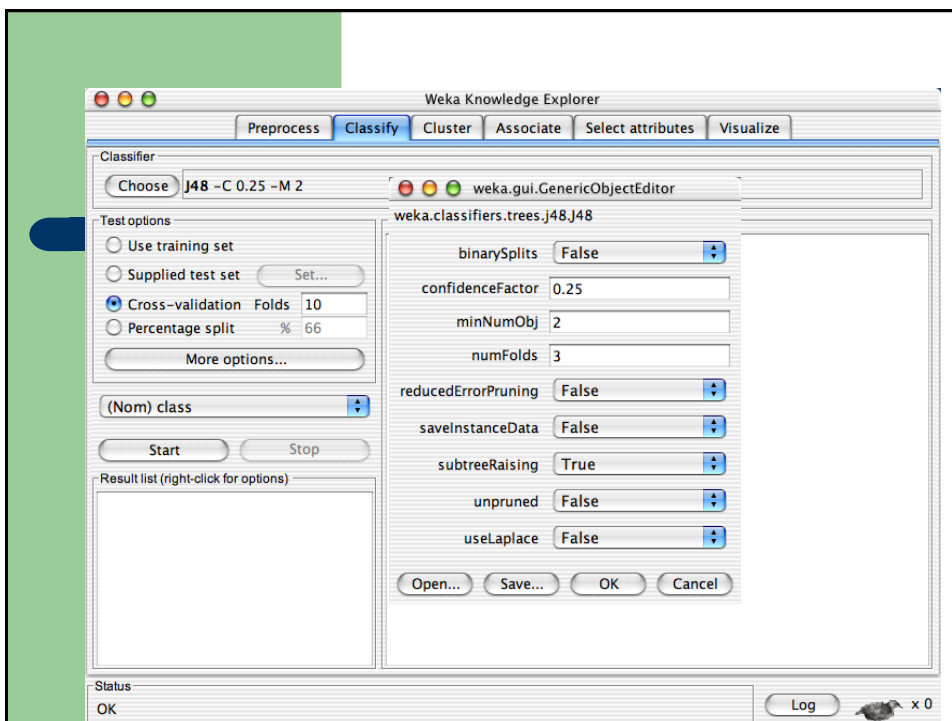 Weka Knowledge Explorer
Preprocess Classify Cluster Associate Select attributes Visualize
Classifier
Choose J48 -C 0.25 -M 2
weka.gui.GenericObjectEditor
weka.classifiers.trees.j48.J48
Test options
Use training set
Supplied test set Set...
Cross-validation Folds 10
Percentage split % 66
More options...
(Nom) class
Start Stop
Result list (right-click for options)
binarySplits False
confidenceFactor 0.25
minNumObj 2
numFolds 3
reducedErrorPruning False
saveInstanceData False
subtreeRaising True
unpruned False
useLaplace False
Open... Save... OK Cancel
Status
OK
Log x 0